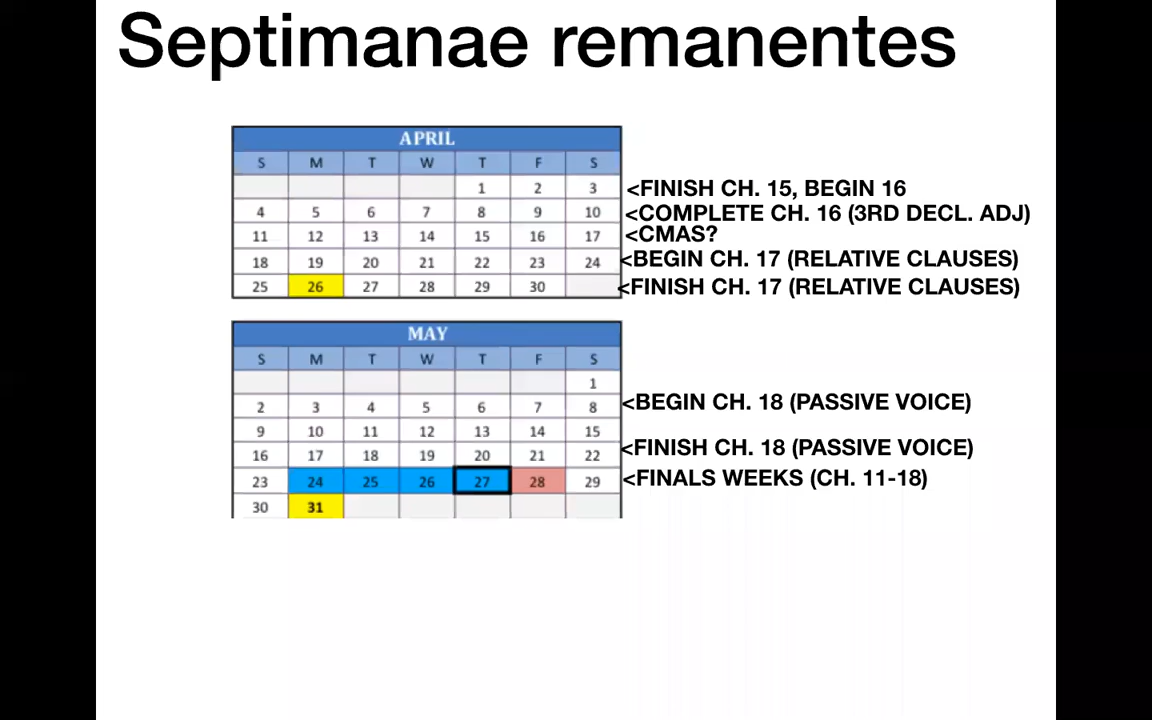 Septimanae remanentes
APRIL
S M T W T F S
1 2 3 <FINISH CH. 15, BEGIN 16
4 5 6 7 8 9 10 <COMPLETE CH. 16 (3RD DECL. ADJ)
11 12 13 14 15 16 17 <CMAS?
18 19 20 21 22 23 24 <BEGIN CH. 17 (RELATIVE CLAUSES)
25 26 27 28 29 30 <FINISH CH. 17 (RELATIVE CLAUSES)
MAY
S M T W T F S
1
2 3 4 5 6 7 8 <BEGIN CH. 18 (PASSIVE VOICE)
9 10 11 12 13 14 15
16 17 18 19 20 21 22 <FINISH CH. 18 (PASSIVE VOICE)
23 24 25 26 27 28 29 <FINALS WEEKS (CH. 11-18)
30 31